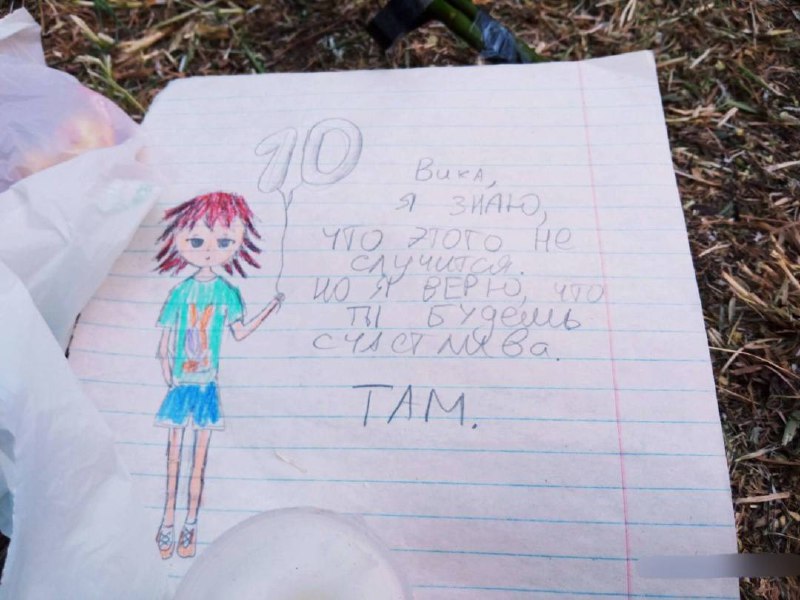 10
Вика,
я знаю,
что этого не
случится.
но я верю, что
ты будешь
счастлива.
ТАМ.